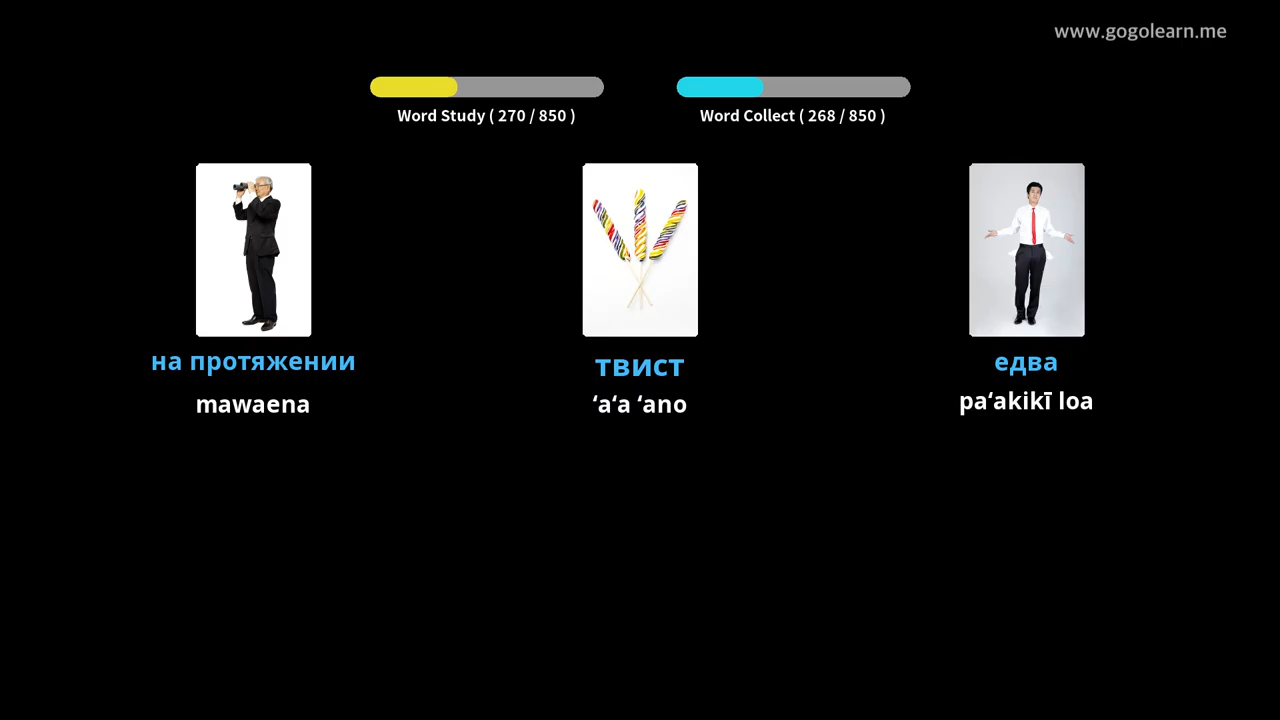 www.gogolearn.me
Word Study ( 270 / 850 )
Word Collect ( 268 / 850 )
на протяжении
твист
едва
mawaena
ʻaʻa ʻano
paʻakikī loa